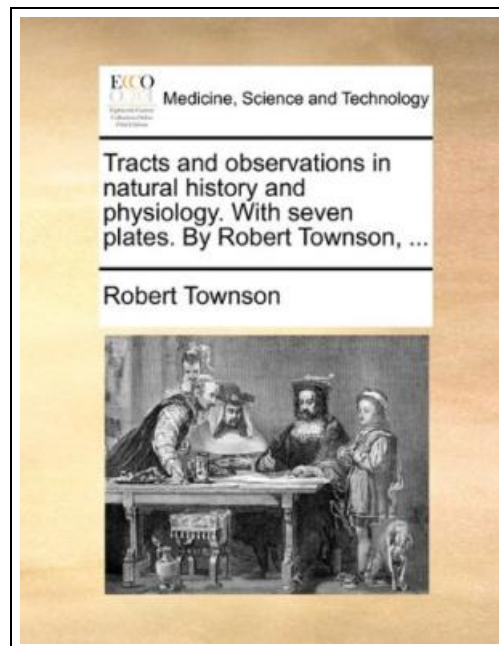 ECCO
Medicine, Science and Technology
Tracts and observations in
natural history and
physiology. With seven
plates. By Robert Townson, ...
Robert Townson